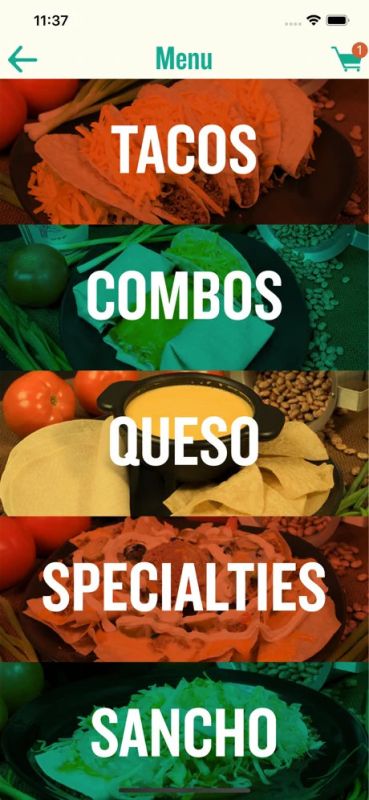 11:37
Menu
1
TACOS
COMBOS
QUESO
SPECIALTIES
SANCHO